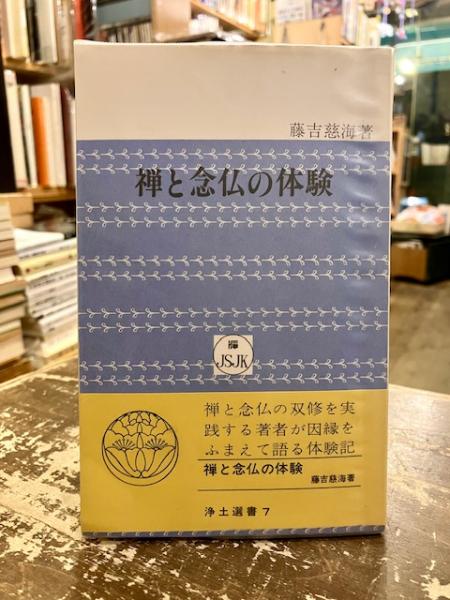 藤吉慈海著
禅と念仏の体験
JSJK
禅と念仏の双修を実
践する著者が因縁を
ふまえて語る体験記
禅と念仏の体験
藤吉慈海著
浄土選書7